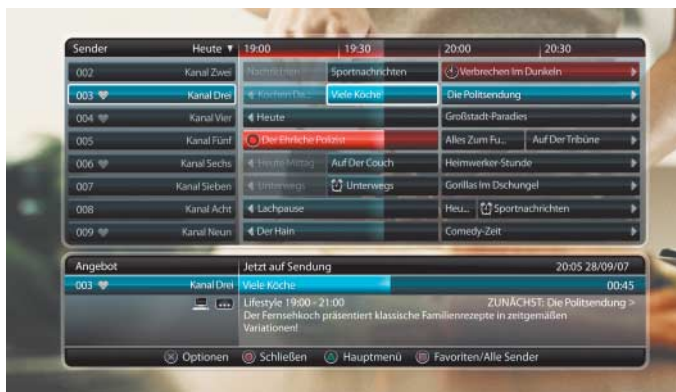 Sender Heute ▼ 19:00 19:30 20:00 20:30
002 Kanal Zwei Nachrichten Sportnachrichten Verbrechen Im Dunkeln
003 Kanal Drei Kochen Da... Viele Köche Die Politsendung
004 Kanal Vier Heute Großstadt-Paradies
005 Kanal Fünf Der Ehrliche Polizist Alles Zum Fu... Auf Der Tribüne
006 Kanal Sechs Heute Mittag Auf Der Couch Heimwerker-Stunde
007 Kanal Sieben Unterwegs Unterwegs Gorillas Im Dschungel
008 Kanal Acht Lachpause Heu... Sportnachrichten
009 Kanal Neun Der Hain Comedy-Zeit
Angebot Jetzt auf Sendung 20:05 28/09/07
003 Kanal Drei Viele Köche 00:45
Lifestyle 19:00 - 21:00 ZUNÄCHST: Die Politsendung >
Der Fernsehkoch präsentiert klassische Familienrezepte in zeitgemäßen
Variationen!
Optionen Schließen Hauptmenü Favoriten/Alle Sender